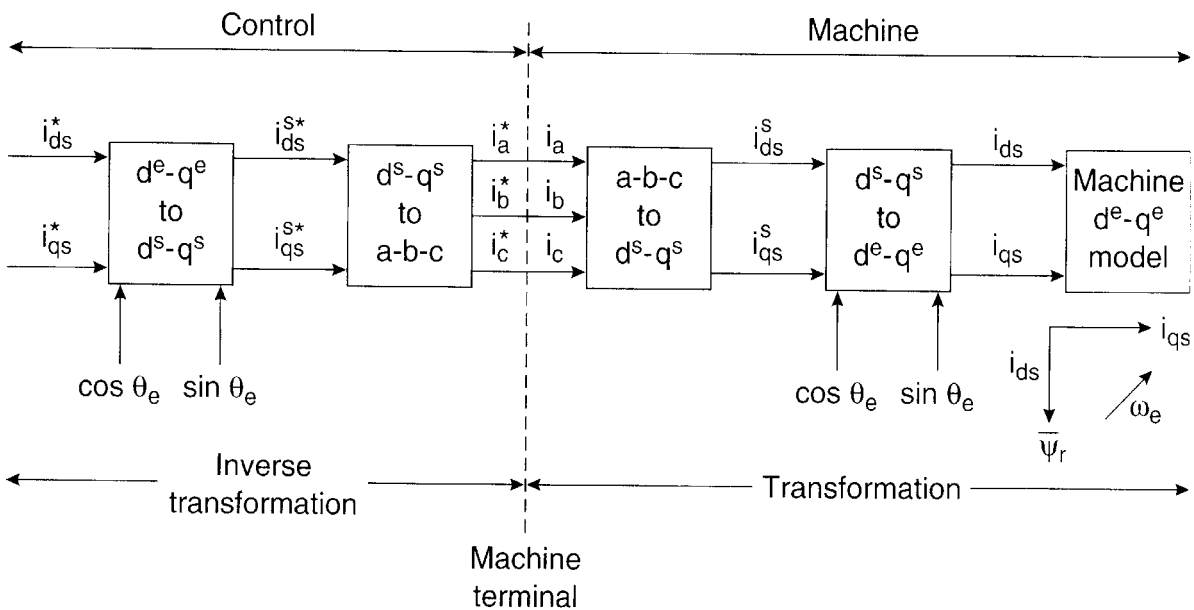 Control
Machine
i*ds
i*qs
dᵉ-qᵉ
to
dˢ-qˢ
iˢ*ds
iˢ*qs
dˢ-qˢ
to
a-b-c
i*a
i*b
i*c
ia
ib
ic
a-b-c
to
dˢ-qˢ
iˢds
iˢqs
dˢ-qˢ
to
dᵉ-qᵉ
ids
iqs
Machine
dᵉ-qᵉ
model
cos θe
sin θe
cos θe
sin θe
iqs
ids
ωe
ψ̅r
Inverse
transformation
Transformation
Machine
terminal